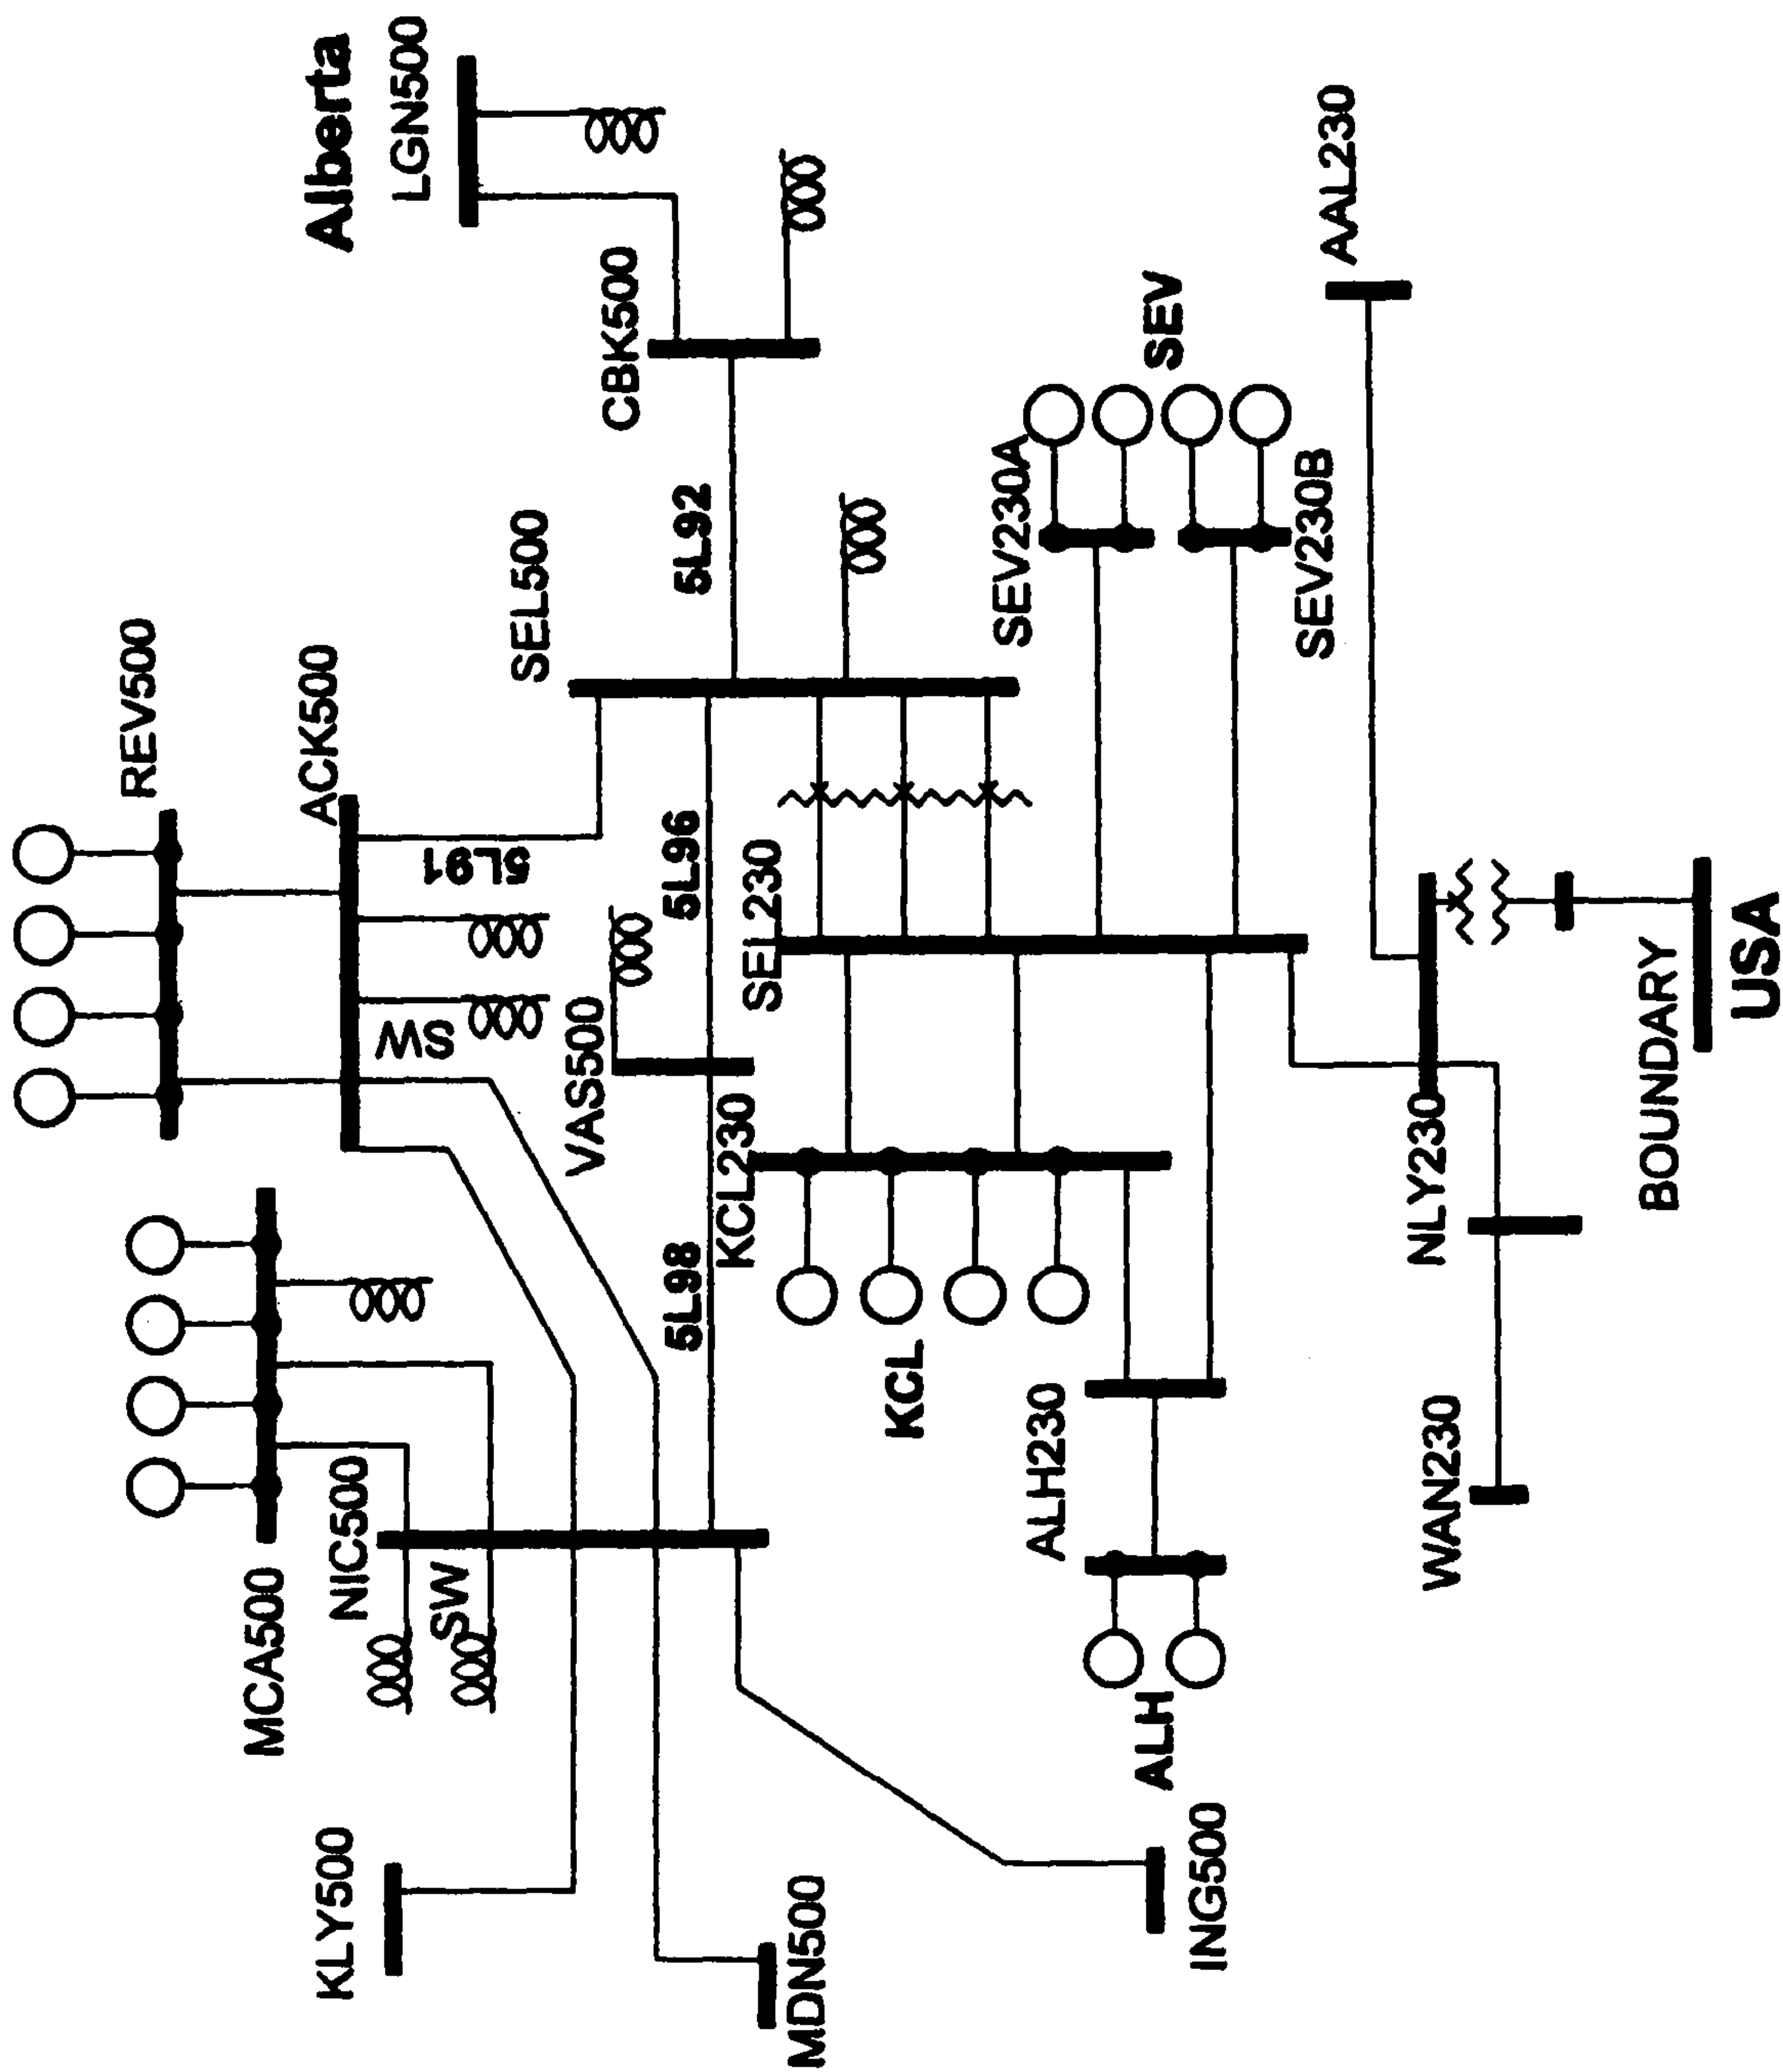 REV500
MCA500
ACK500
Alberta
LGN500
NIC500
KLY500
SW
SW
5L91
SEL500
CBK500
VAS500
5L98
5L96
5L92
MDN500
KCL230
SEL230
KCL
SEV230A
SEV
SEV230B
ALH230
ALH
ING500
AAL230
WAN230
NLY230
BOUNDARY
USA